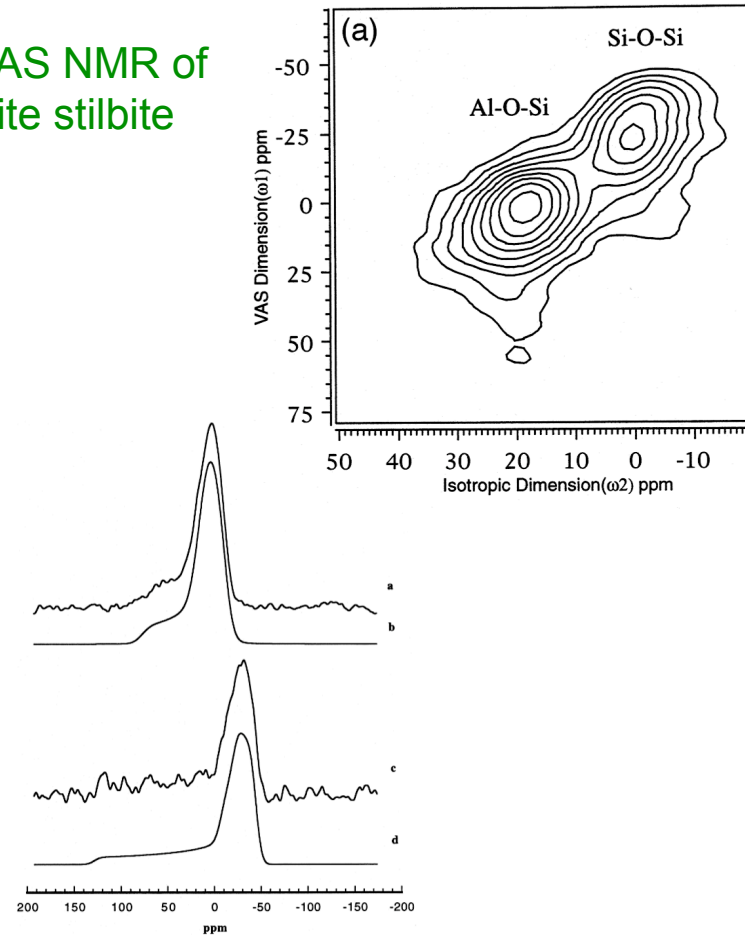 AS NMR of
ite stilbite
(a)
Si-O-Si
Al-O-Si
-50
-25
0
25
50
75
VAS Dimension(ω1) ppm
50 40 30 20 10 0 -10
Isotropic Dimension(ω2) ppm
a
b
c
d
200 150 100 50 0 -50 -100 -150 -200
ppm